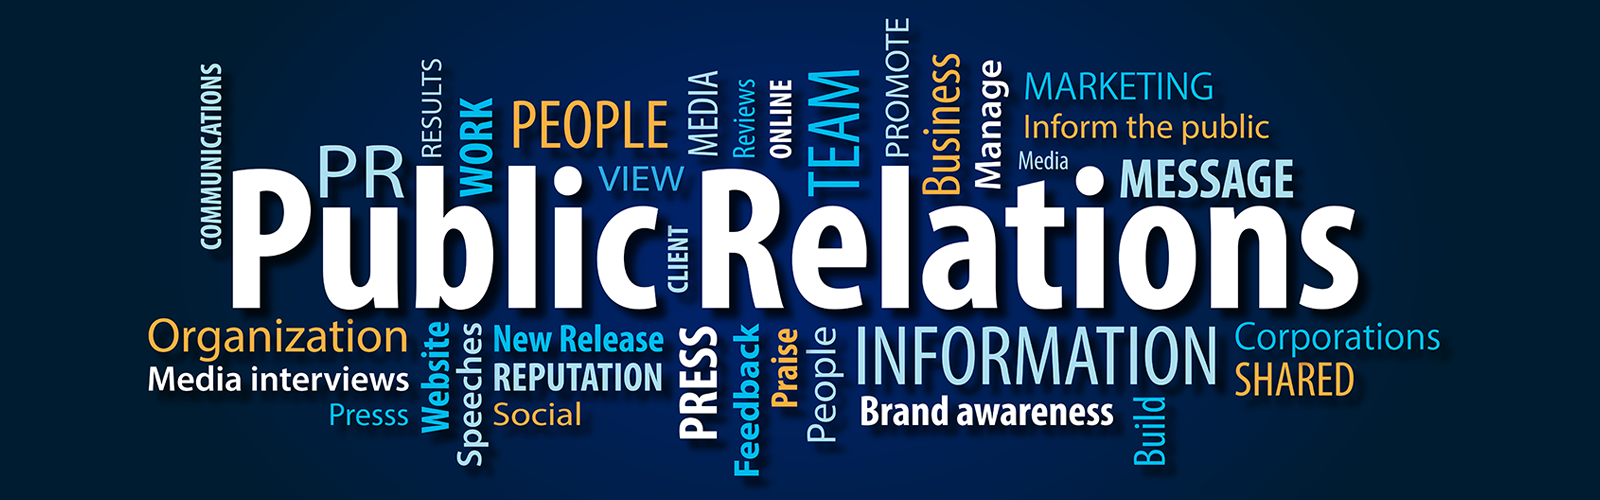 COMMUNICATIONS
PR
RESULTS
WORK
PEOPLE
VIEW
MEDIA
Reviews
ONLINE
TEAM
PROMOTE
Business
Manage
MARKETING
Inform the public
Media
MESSAGE
Public Relations
CLIENT
Organization
Media interviews
Presss
Website
Speeches
New Release
REPUTATION
Social
PRESS
Feedback
Praise
People
INFORMATION
Brand awareness
Build
Corporations
SHARED